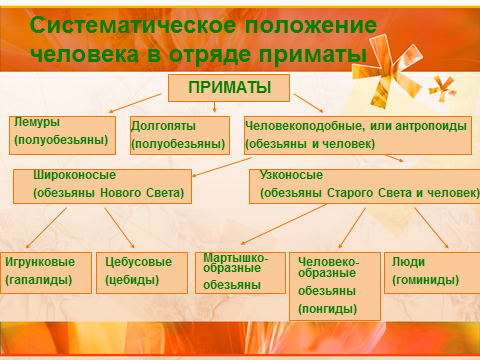 Систематическое положение
человека в отряде приматы
ПРИМАТЫ
Лемуры
(полуобезьяны)
Долгопяты
(полуобезьяны)
Человекоподобные, или антропоиды
(обезьяны и человек)
Широконосые
(обезьяны Нового Света)
Узконосые
(обезьяны Старого Света и человек)
Игрунковые
(гапалиды)
Цебусовые
(цебиды)
Мартышко-
образные
обезьяны
Человеко-
образные
обезьяны
(понгиды)
Люди
(гоминиды)